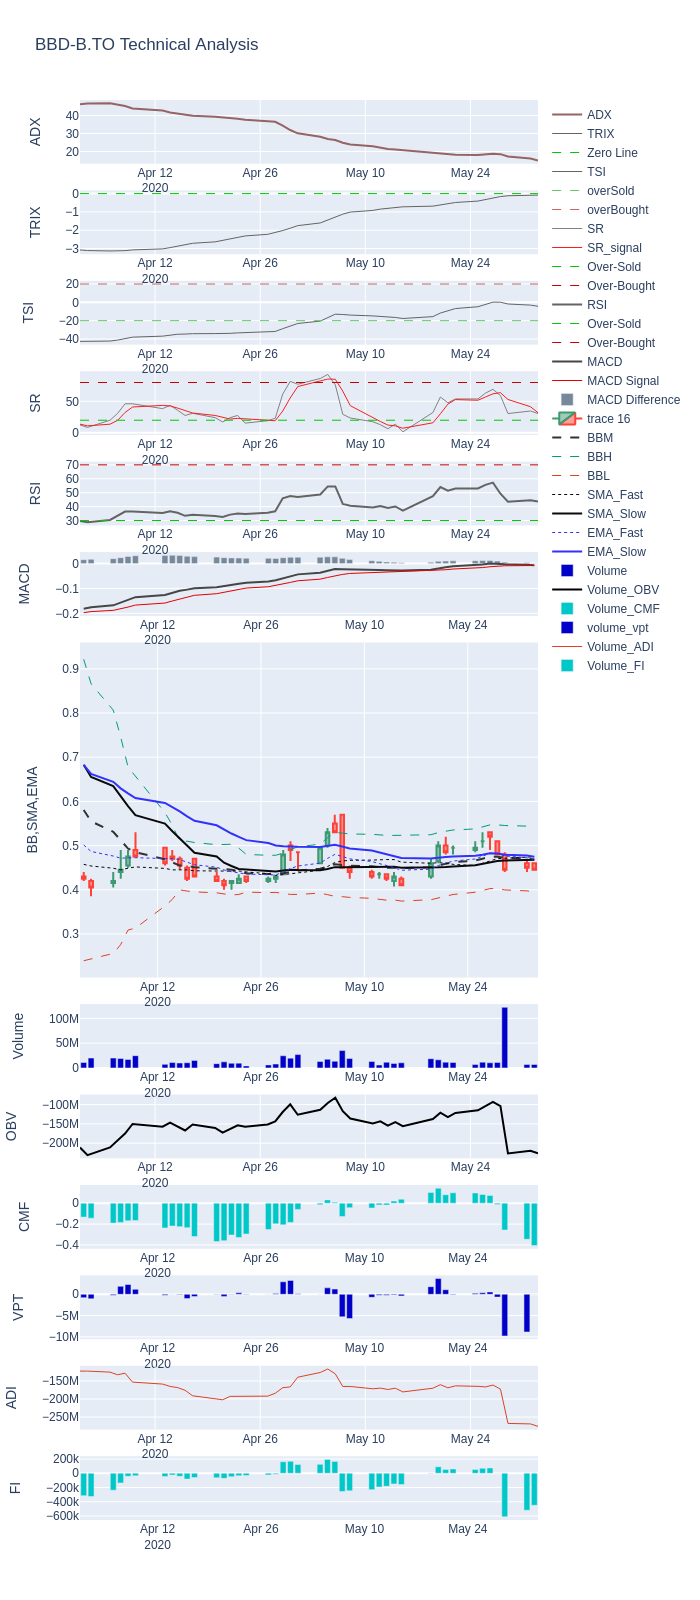 BBD-B.TO Technical Analysis
ADX
40
30
20
Apr 12
2020
Apr 26
May 10
May 24
TRIX
0
−1
−2
−3
Apr 12
2020
Apr 26
May 10
May 24
TSI
20
0
−20
−40
Apr 12
2020
Apr 26
May 10
May 24
SR
50
0
Apr 12
2020
Apr 26
May 10
May 24
RSI
70
60
50
40
30
Apr 12
2020
Apr 26
May 10
May 24
MACD
0
−0.1
−0.2
Apr 12
2020
Apr 26
May 10
May 24
BB,SMA,EMA
0.9
0.8
0.7
0.6
0.5
0.4
0.3
Apr 12
2020
Apr 26
May 10
May 24
Volume
100M
50M
0
Apr 12
2020
Apr 26
May 10
May 24
OBV
−100M
−150M
−200M
Apr 12
2020
Apr 26
May 10
May 24
CMF
0
−0.2
−0.4
Apr 12
2020
Apr 26
May 10
May 24
VPT
0
−5M
−10M
Apr 12
2020
Apr 26
May 10
May 24
ADI
−150M
−200M
−250M
Apr 12
2020
Apr 26
May 10
May 24
FI
200k
0
−200k
−400k
−600k
Apr 12
2020
Apr 26
May 10
May 24
ADX
TRIX
Zero Line
TSI
overSold
overBought
SR
SR_signal
Over-Sold
Over-Bought
RSI
Over-Sold
Over-Bought
MACD
MACD Signal
MACD Difference
trace 16
BBM
BBH
BBL
SMA_Fast
SMA_Slow
EMA_Fast
EMA_Slow
Volume
Volume_OBV
Volume_CMF
volume_vpt
Volume_ADI
Volume_FI